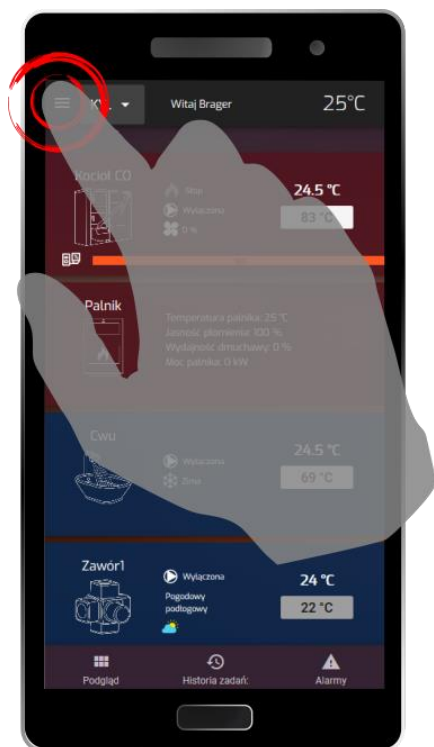 Witaj Brager
25°C
Kocioł CO
Stop
Wyłączona
0 %
24.5 °C
83 °C
Palnik
Temperatura palnika: 25 °C
Jasność płomienia: 100 %
Wydajność dmuchawy: 0 %
Moc palnika: 0 kW
Cwu
Wyłączona
Zima
24.5 °C
69 °C
Zawór1
Wyłączona
Pogodowy
podłogowy
24 °C
22 °C
Podgląd
Historia zadań:
Alarmy